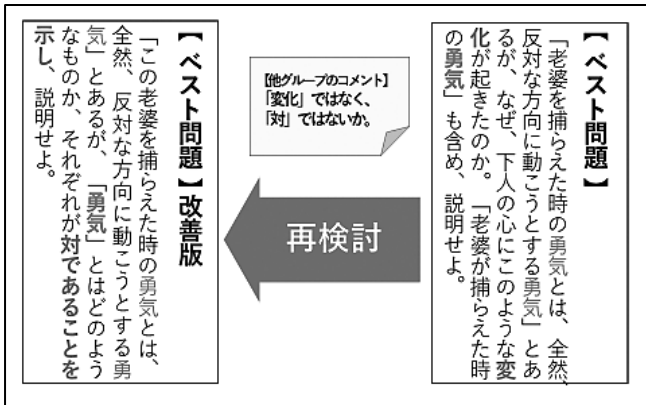 【ベスト問題】
「老婆を捕らえた時の勇気とは、全然、
反対な方向に動こうとする勇気」とあ
るが、なぜ、下人の心にこのような変
化が起きたのか。「老婆が捕らえた時
の勇気」も含め、説明せよ。
【他グループのコメント】
「変化」ではなく、
「対」ではないか。
再検討
【ベスト問題】改善版
「この老婆を捕らえた時の勇気とは、
全然、反対な方向に動こうとする勇
気」とあるが、「勇気」とはどのよう
なものか、それぞれが対であることを
示し、説明せよ。